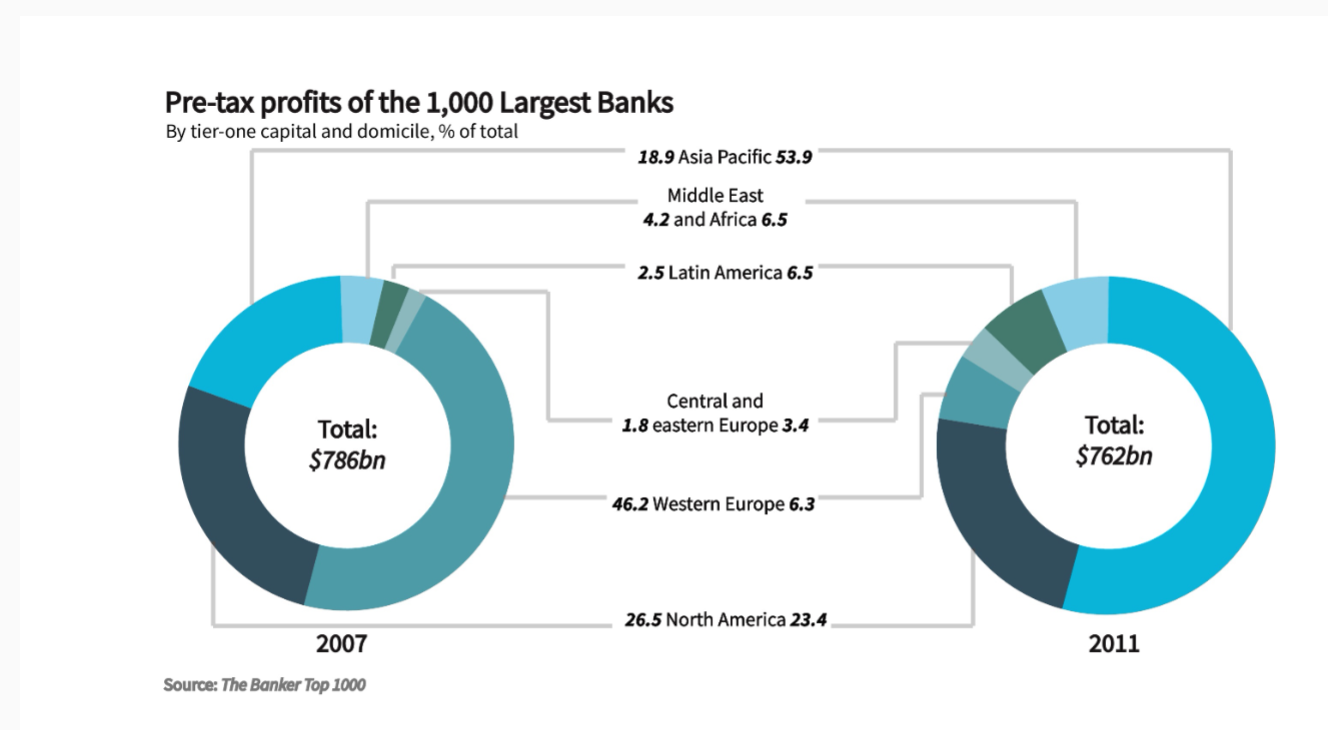 Pre-tax profits of the 1,000 Largest Banks
By tier-one capital and domicile, % of total
18.9 Asia Pacific 53.9
Middle East
4.2 and Africa 6.5
2.5 Latin America 6.5
Central and
1.8 eastern Europe 3.4
46.2 Western Europe 6.3
26.5 North America 23.4
Total:
$786bn
Total:
$762bn
2007
2011
Source: The Banker Top 1000